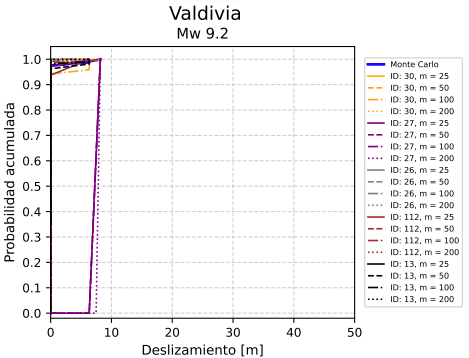 Valdivia
Mw 9.2
Probabilidad acumulada
1.0
0.9
0.8
0.7
0.6
0.5
0.4
0.3
0.2
0.1
0.0
0
10
20
30
40
50
Deslizamiento [m]
Monte Carlo
ID: 30, m = 25
ID: 30, m = 50
ID: 30, m = 100
ID: 30, m = 200
ID: 27, m = 25
ID: 27, m = 50
ID: 27, m = 100
ID: 27, m = 200
ID: 26, m = 25
ID: 26, m = 50
ID: 26, m = 100
ID: 26, m = 200
ID: 112, m = 25
ID: 112, m = 50
ID: 112, m = 100
ID: 112, m = 200
ID: 13, m = 25
ID: 13, m = 50
ID: 13, m = 100
ID: 13, m = 200